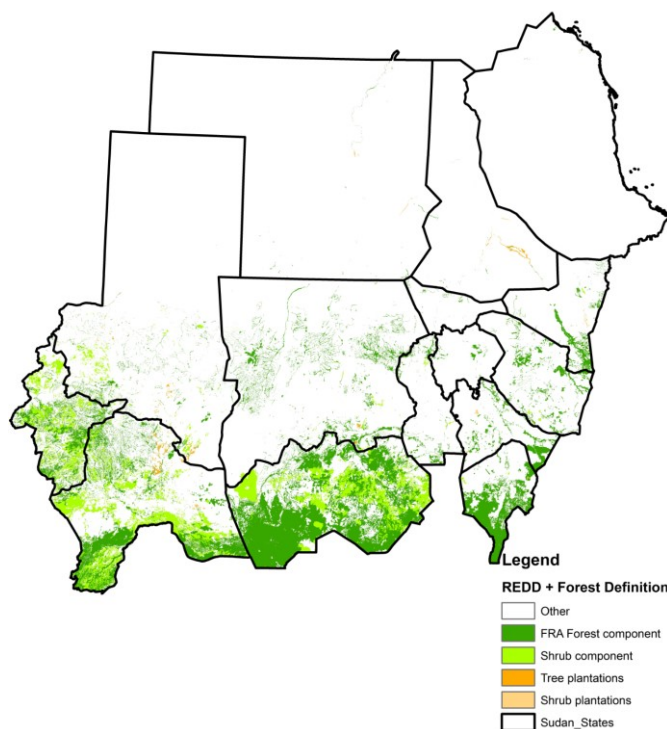 Legend
REDD + Forest Definition
Other
FRA Forest component
Shrub component
Tree plantations
Shrub plantations
Sudan_States